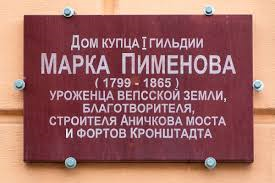 Дом купца I гильдии
МАРКА ПИМЕНОВА
( 1799 - 1865 )
УРОЖЕНЦА ВЕПССКОЙ ЗЕМЛИ,
БЛАГОТВОРИТЕЛЯ,
СТРОИТЕЛЯ АНИЧКОВА МОСТА
И ФОРТОВ КРОНШТАДТА